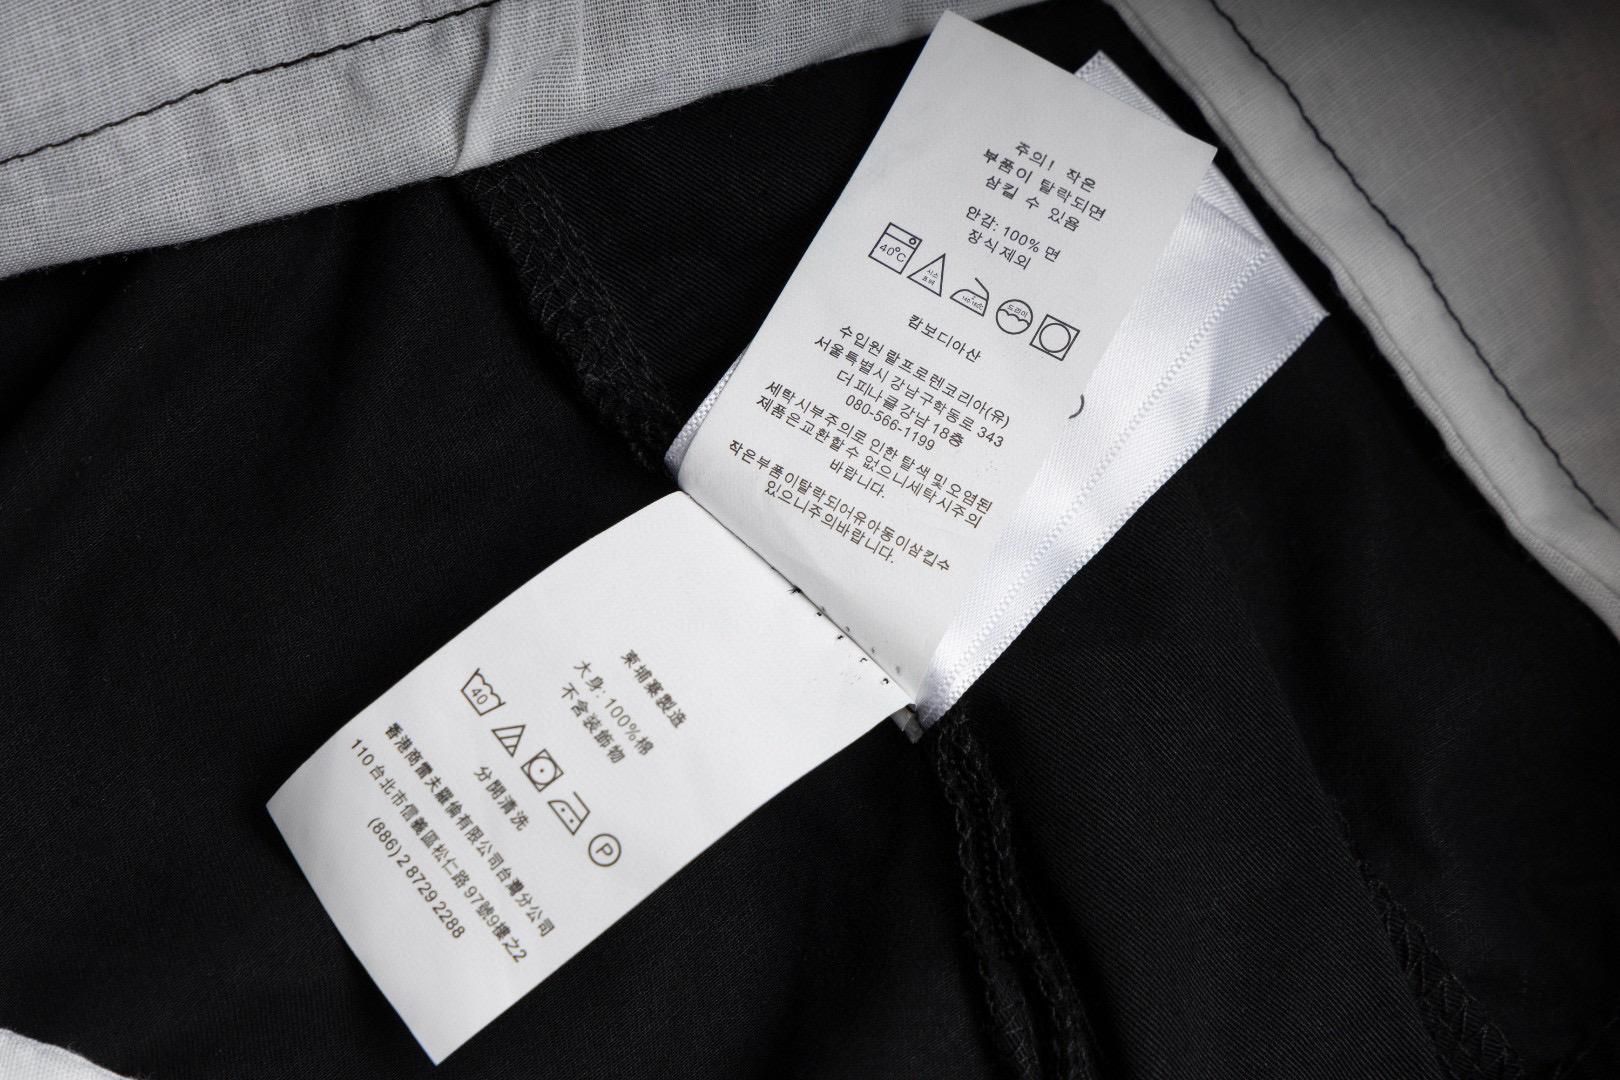 주의! 작은
부품이 탈락되면
삼킬 수 있음
안감: 100% 면
장식제외
40°C
드라이
캄보디아산
수입원 랄프로렌코리아(유)
서울특별시 강남구학동로 343
더 피나클강남 18층
080-566-1199
세탁시부주의로 인한 탈색 및오염된
제품은교환할수 없으니세탁시주의
바랍니다.
작은부품이탈락되어유아동이삼킵수
있으니주의바랍니다.
柬埔寨製造
大身: 100%棉
不含装飾物
40
P
分開清洗
香港商雷夫羅倫有限公司台灣分公司
110台北市信義區松仁路97號9樓之2
(886) 2 8729 2288